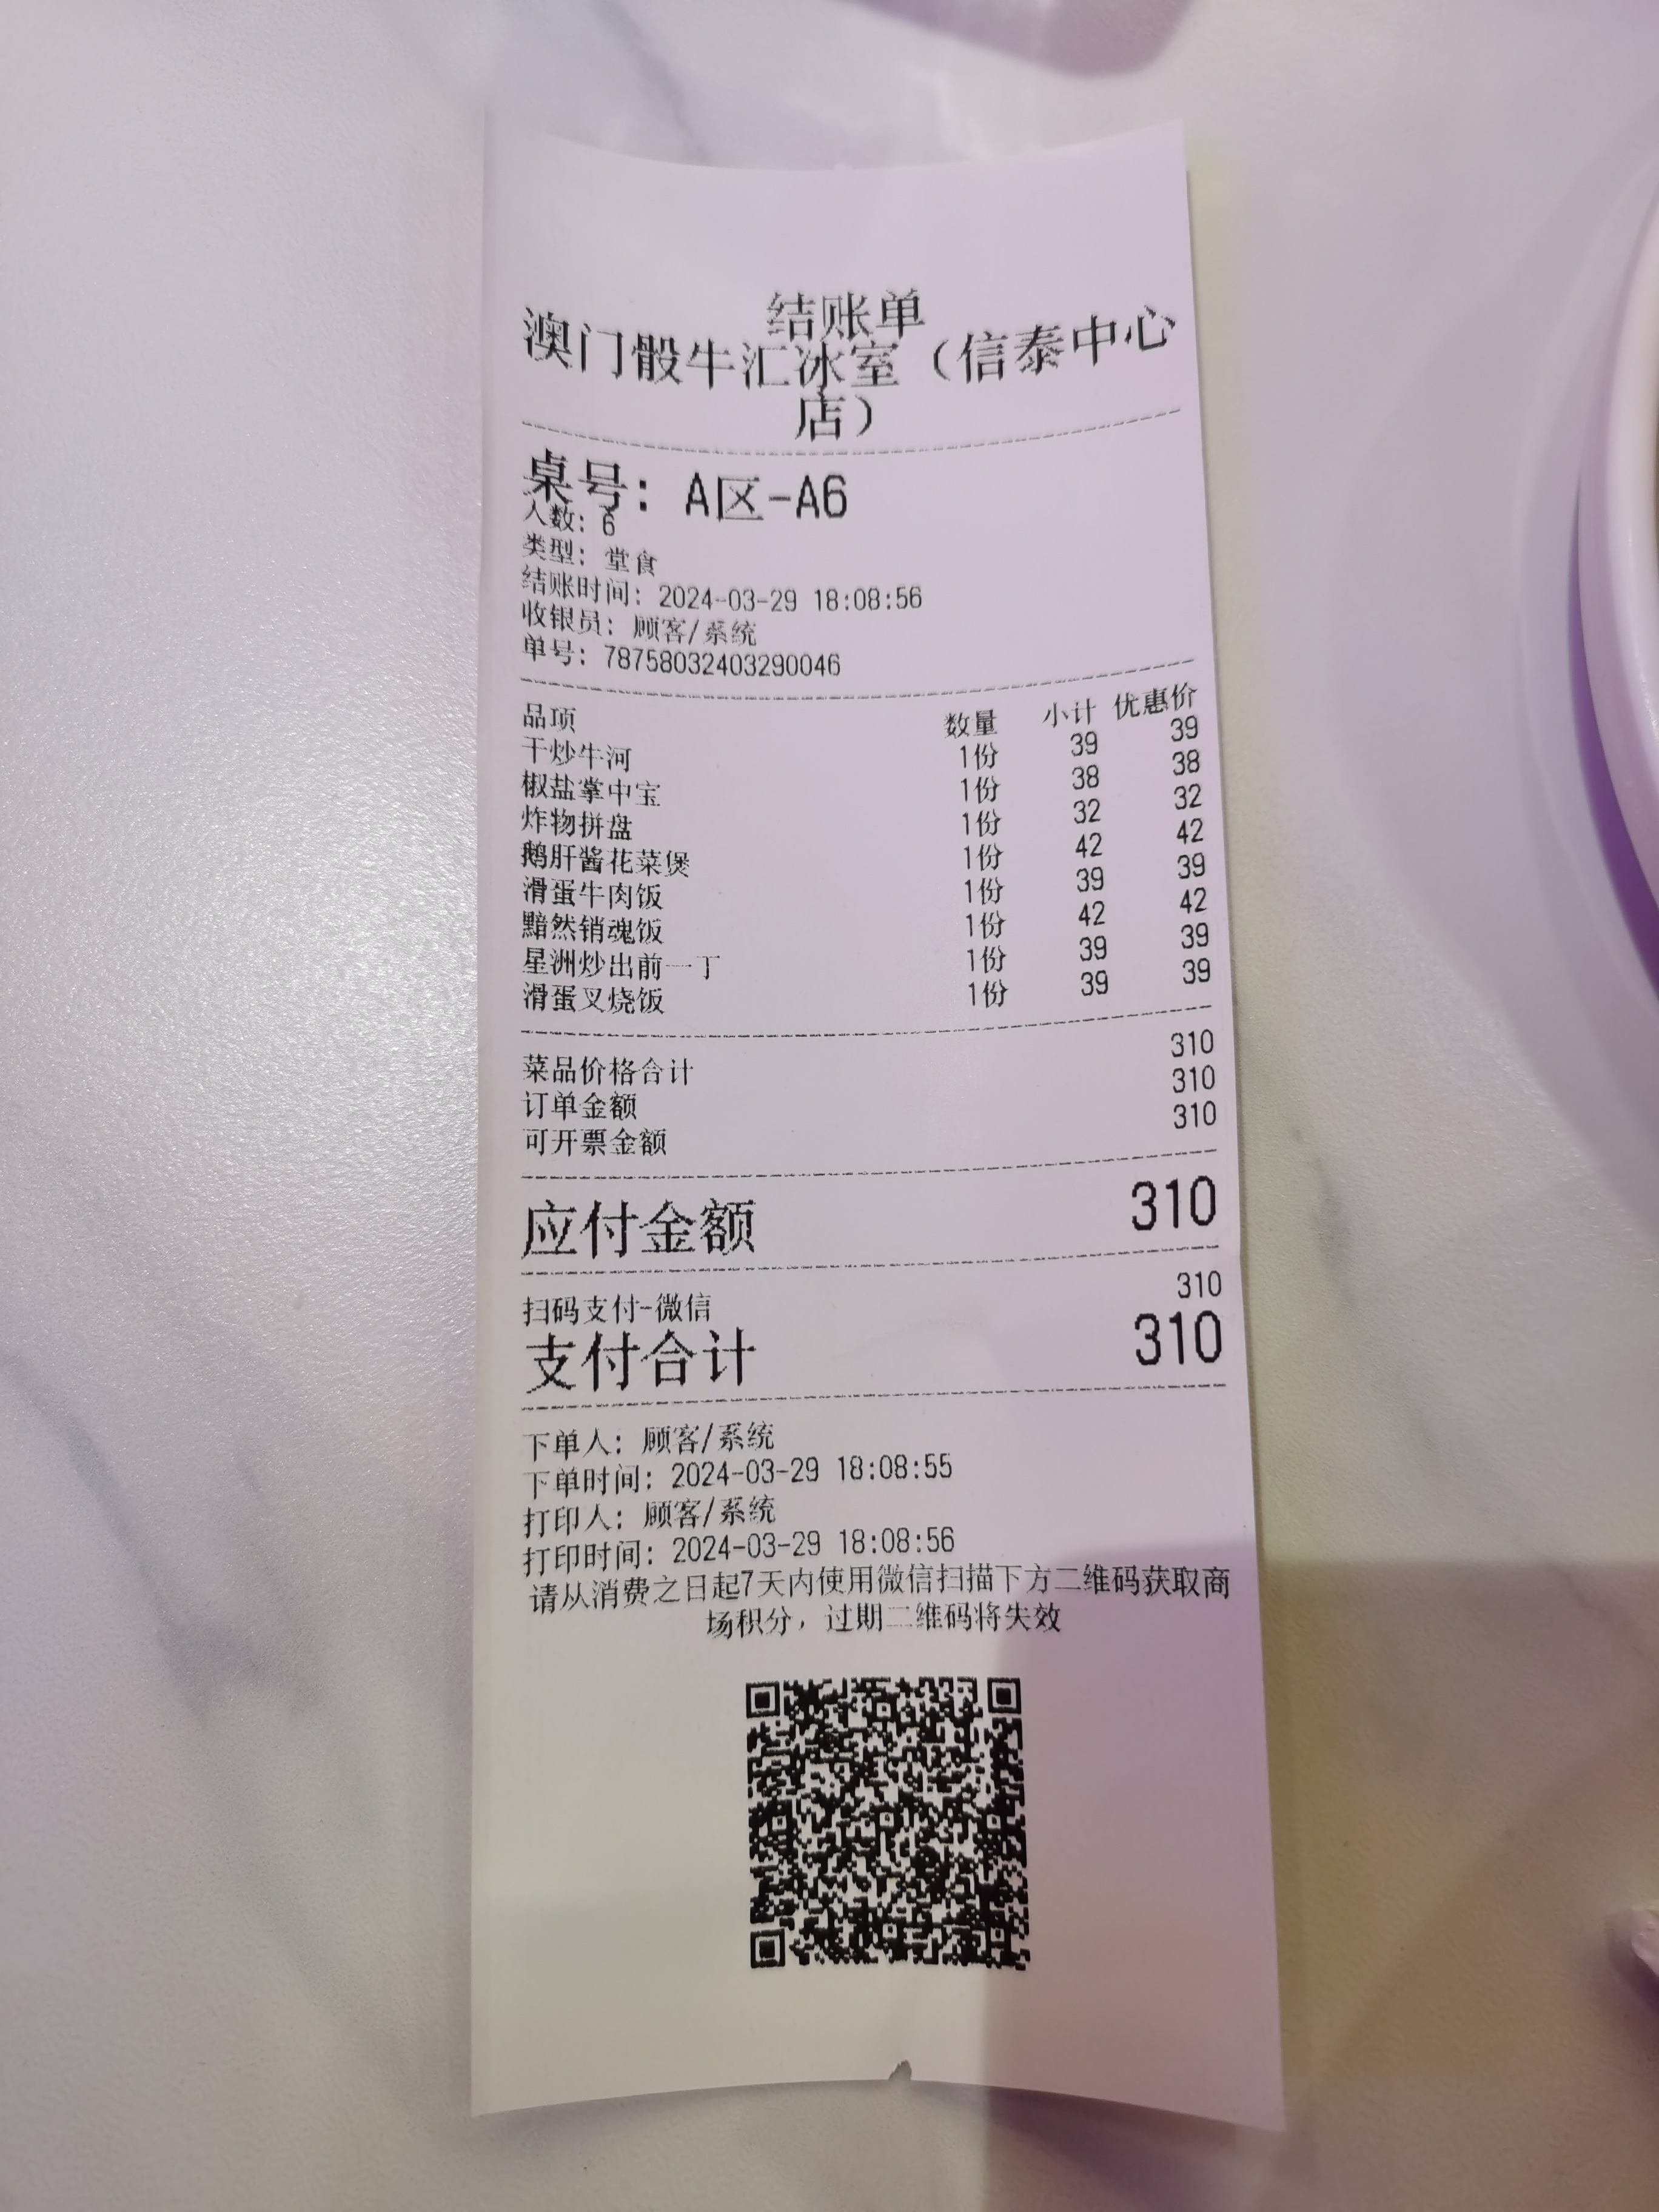 结账单
澳门骰牛汇冰室（信泰中心
店）
桌号: A区-A6
人数: 6
类型: 堂食
结账时间: 2024-03-29 18:08:56
收银员: 顾客/系统
单号: 78758032403290046
品项 数量 小计 优惠价
干炒牛河 1份 39 39
椒盐掌中宝 1份 38 38
炸物拼盘 1份 32 32
鹅肝酱花菜煲 1份 42 42
滑蛋牛肉饭 1份 39 39
黯然销魂饭 1份 42 42
星洲炒出前一丁 1份 39 39
滑蛋叉烧饭 1份 39 39
菜品价格合计 310
订单金额 310
可开票金额 310
应付金额 310
扫码支付-微信 310
支付合计 310
下单人: 顾客/系统
下单时间: 2024-03-29 18:08:55
打印人: 顾客/系统
打印时间: 2024-03-29 18:08:56
请从消费之日起7天内使用微信扫描下方二维码获取商
场积分，过期二维码将失效